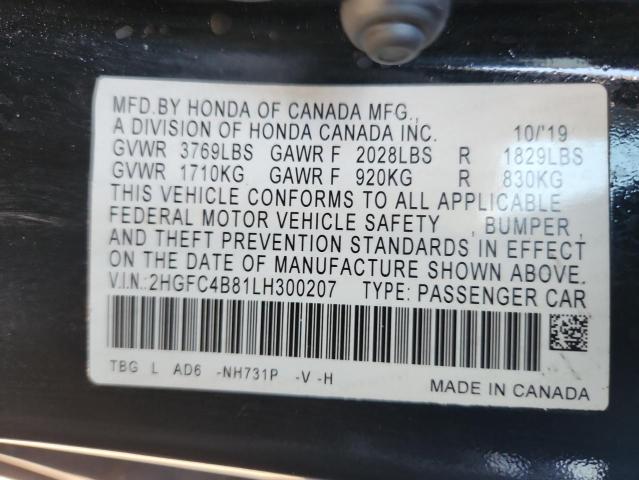 MFD.BY HONDA OF CANADA MFG.,
A DIVISION OF HONDA CANADA INC. 10/'19
GVWR 3769LBS GAWR F 2028LBS R 1829LBS
GVWR 1710KG GAWR F 920KG R 830KG
THIS VEHICLE CONFORMS TO ALL APPLICABLE
FEDERAL MOTOR VEHICLE SAFETY , BUMPER ,
AND THEFT PREVENTION STANDARDS IN EFFECT
ON THE DATE OF MANUFACTURE SHOWN ABOVE.
V.I.N.:2HGFC4B81LH300207 TYPE: PASSENGER CAR
TBG L AD6 -NH731P -V -H
MADE IN CANADA